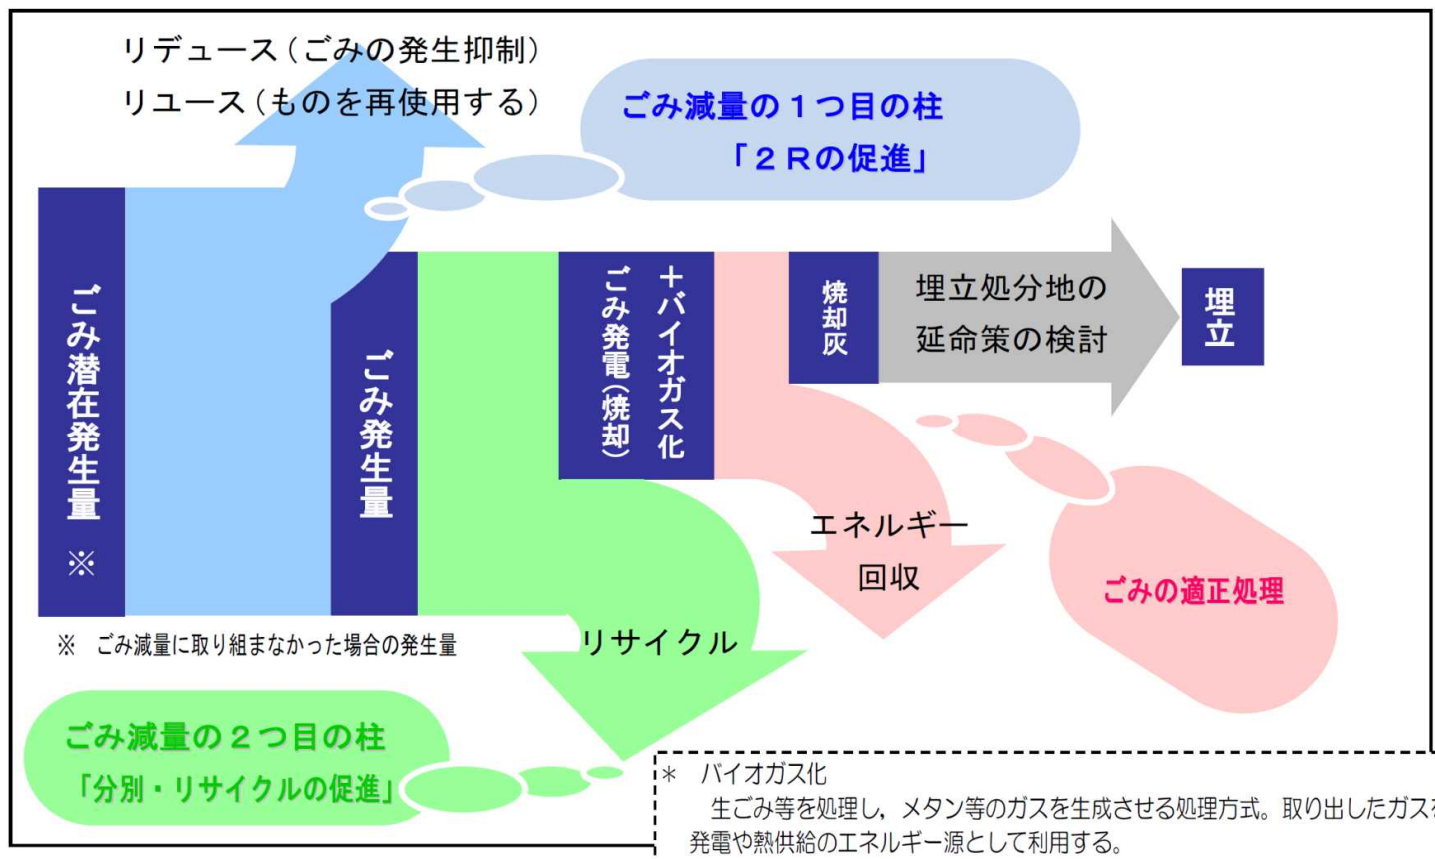 リデュース(ごみの発生抑制)
リユース(ものを再使用する)
ごみ減量の1つ目の柱
「2Rの促進」
ごみ潜在発生量 ※
ごみ発生量
ごみ発電(焼却)
+バイオガス化
焼却灰
埋立処分地の
延命策の検討
埋立
エネルギー
回収
ごみの適正処理
リサイクル
※ ごみ減量に取り組まなかった場合の発生量
ごみ減量の2つ目の柱
「分別・リサイクルの促進」
* バイオガス化
生ごみ等を処理し,メタン等のガスを生成させる処理方式。取り出したガスを
発電や熱供給のエネルギー源として利用する。